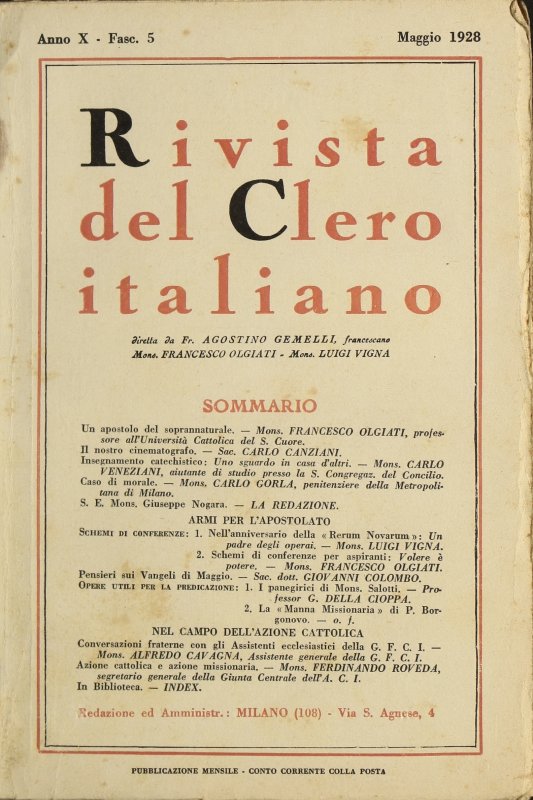 Anno X - Fasc. 5
Maggio 1928
Rivista
del Clero
italiano
diretta da Fr. AGOSTINO GEMELLI, francescano
Mons. FRANCESCO OLGIATI - Mons. LUIGI VIGNA
SOMMARIO
Un apostolo del soprannaturale. — Mons. FRANCESCO OLGIATI, profes-
sore all'Università Cattolica del S. Cuore.
Il nostro cinematografo. — Sac. CARLO CANZIANI.
Insegnamento catechistico: Uno sguardo in casa d'altri. — Mons. CARLO
VENEZIANI, aiutante di studio presso la S. Congregaz. del Concilio.
Caso di morale. — Mons. CARLO GORLA, penitenziere della Metropoli-
tana di Milano.
S. E. Mons. Giuseppe Nogara. — LA REDAZIONE.
ARMI PER L'APOSTOLATO
SCHEMI DI CONFERENZE: 1. Nell'anniversario della « Rerum Novarum »: Un
padre degli operai. — Mons. LUIGI VIGNA.
2. Schemi di conferenze per aspiranti: Volere è
potere. — Mons. FRANCESCO OLGIATI.
Pensieri sui Vangeli di Maggio. — Sac. dott. GIOVANNI COLOMBO.
OPERE UTILI PER LA PREDICAZIONE: 1. I panegirici di Mons. Salotti. — Pro-
fessor G. DELLA CIOPPA.
2. La « Manna Missionaria » di P. Bor-
gonovo. — o. f.
NEL CAMPO DELL'AZIONE CATTOLICA
Conversazioni fraterne con gli Assistenti ecclesiastici della G. F. C. I. —
Mons. ALFREDO CAVAGNA, Assistente generale della G. F. C. I.
Azione cattolica e azione missionaria. — Mons. FERDINANDO ROVEDA,
segretario generale della Giunta Centrale dell'A. C. I.
In Biblioteca. — INDEX.
Redazione ed Amministr.: MILANO (108) - Via S. Agnese, 4
PUBBLICAZIONE MENSILE - CONTO CORRENTE COLLA POSTA